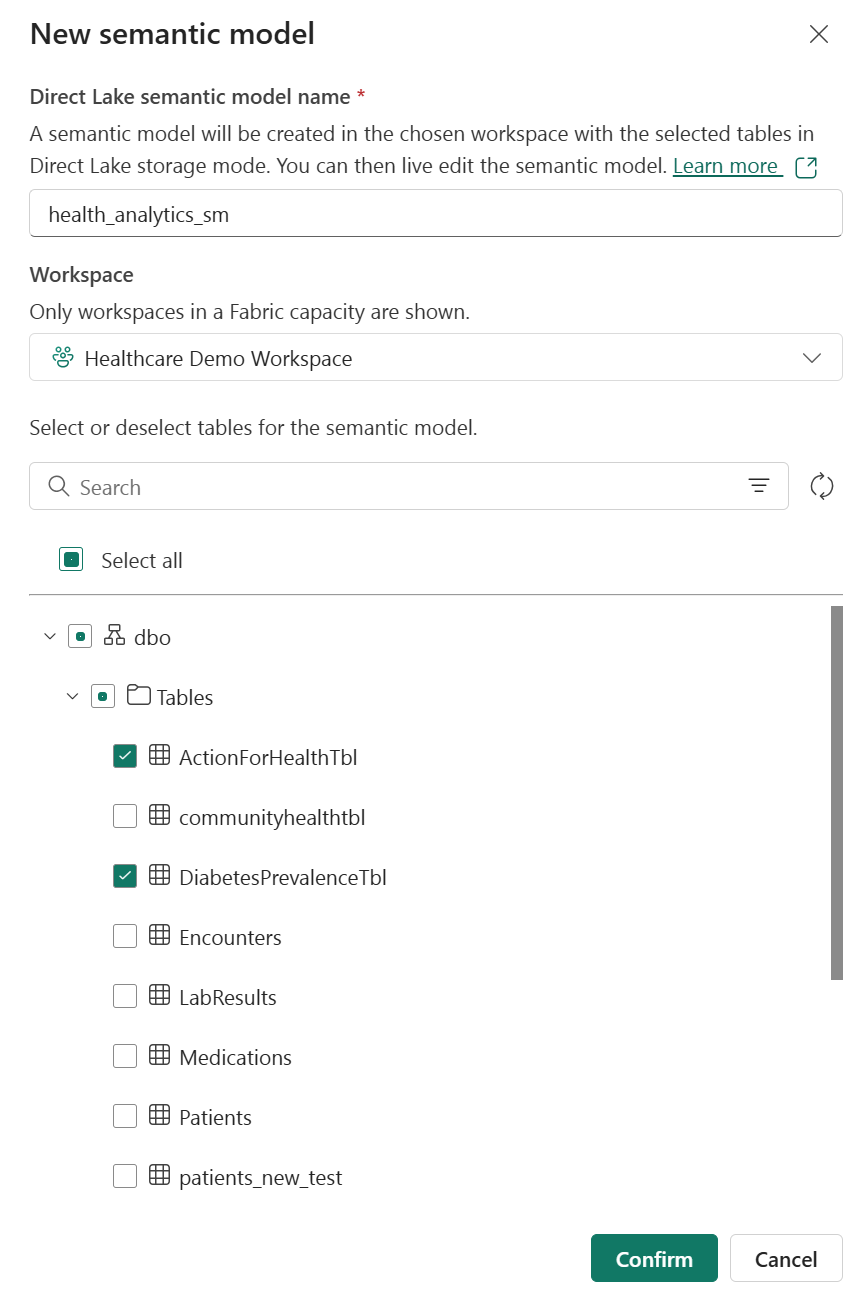 New semantic model
Direct Lake semantic model name *
A semantic model will be created in the chosen workspace with the selected tables in
Direct Lake storage mode. You can then live edit the semantic model. Learn more
health_analytics_sm
Workspace
Only workspaces in a Fabric capacity are shown.
Healthcare Demo Workspace
Select or deselect tables for the semantic model.
Search
Select all
dbo
Tables
ActionForHealthTbl
communityhealthtbl
DiabetesPrevalenceTbl
Encounters
LabResults
Medications
Patients
patients_new_test
Confirm Cancel